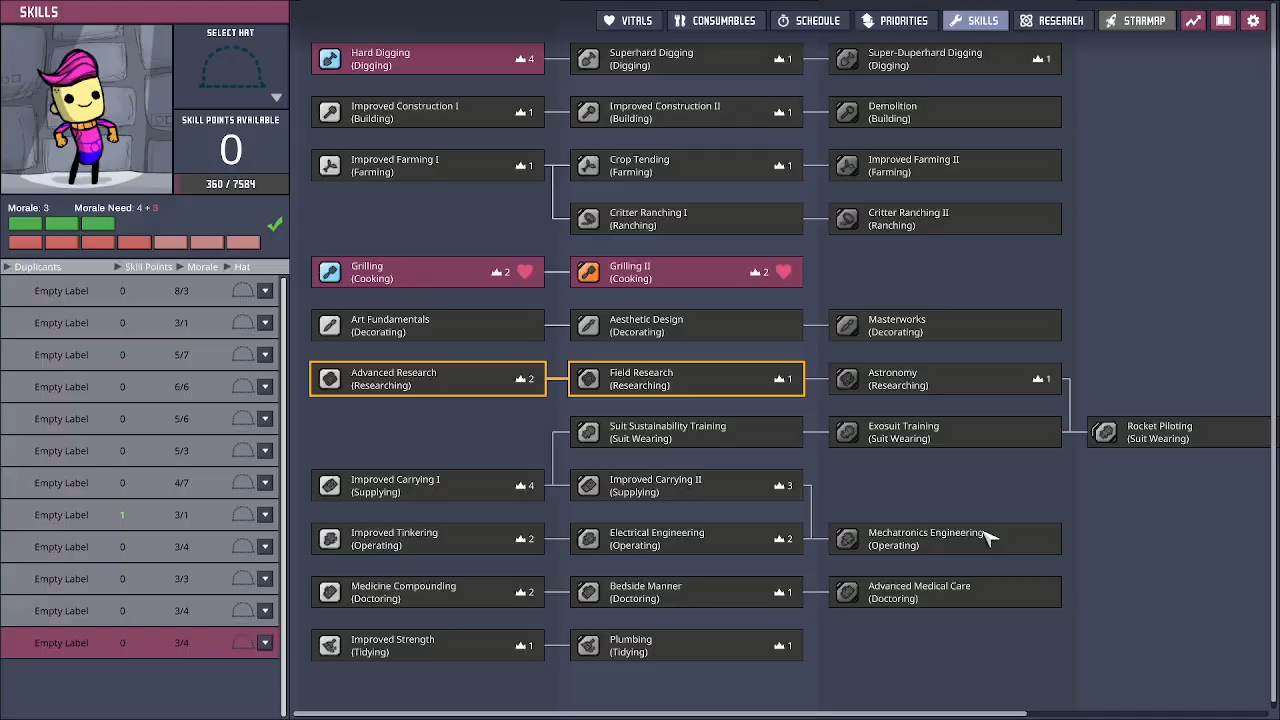 SKILLS
VITALS
CONSUMABLES
SCHEDULE
PRIORITIES
SKILLS
RESEARCH
STARMAP
SELECT HAT
SKILL POINTS AVAILABLE
0
360 / 7584
Morale: 3
Morale Need: 4 + 3
Duplicants
Skill Points
Morale
Hat
Empty Label 0 8/3
Empty Label 0 3/1
Empty Label 0 5/7
Empty Label 0 6/6
Empty Label 0 5/6
Empty Label 0 5/3
Empty Label 0 4/7
Empty Label 1 3/1
Empty Label 0 3/4
Empty Label 0 3/3
Empty Label 0 3/4
Empty Label 0 3/4
Hard Digging
(Digging)
4
Superhard Digging
(Digging)
1
Super-Duperhard Digging
(Digging)
1
Improved Construction I
(Building)
1
Improved Construction II
(Building)
1
Demolition
(Building)
Improved Farming I
(Farming)
1
Crop Tending
(Farming)
1
Improved Farming II
(Farming)
Critter Ranching I
(Ranching)
Critter Ranching II
(Ranching)
Grilling
(Cooking)
2
Grilling II
(Cooking)
2
Art Fundamentals
(Decorating)
Aesthetic Design
(Decorating)
Masterworks
(Decorating)
Advanced Research
(Researching)
2
Field Research
(Researching)
1
Astronomy
(Researching)
1
Suit Sustainability Training
(Suit Wearing)
Exosuit Training
(Suit Wearing)
Rocket Piloting
(Suit Wearing)
Improved Carrying I
(Supplying)
4
Improved Carrying II
(Supplying)
3
Improved Tinkering
(Operating)
2
Electrical Engineering
(Operating)
2
Mechatronics Engineering
(Operating)
Medicine Compounding
(Doctoring)
2
Bedside Manner
(Doctoring)
1
Advanced Medical Care
(Doctoring)
Improved Strength
(Tidying)
1
Plumbing
(Tidying)
1